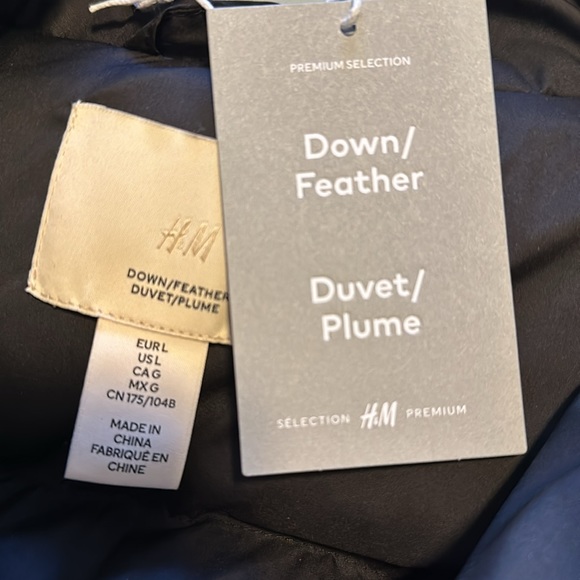 PREMIUM SELECTION
Down/
Feather
Duvet/
Plume
SÉLECTION H&M PREMIUM
H&M
DOWN/FEATHER
DUVET/PLUME
EUR L
US L
CA G
MX G
CN 175/104B
MADE IN
CHINA
FABRIQUÉ EN
CHINE